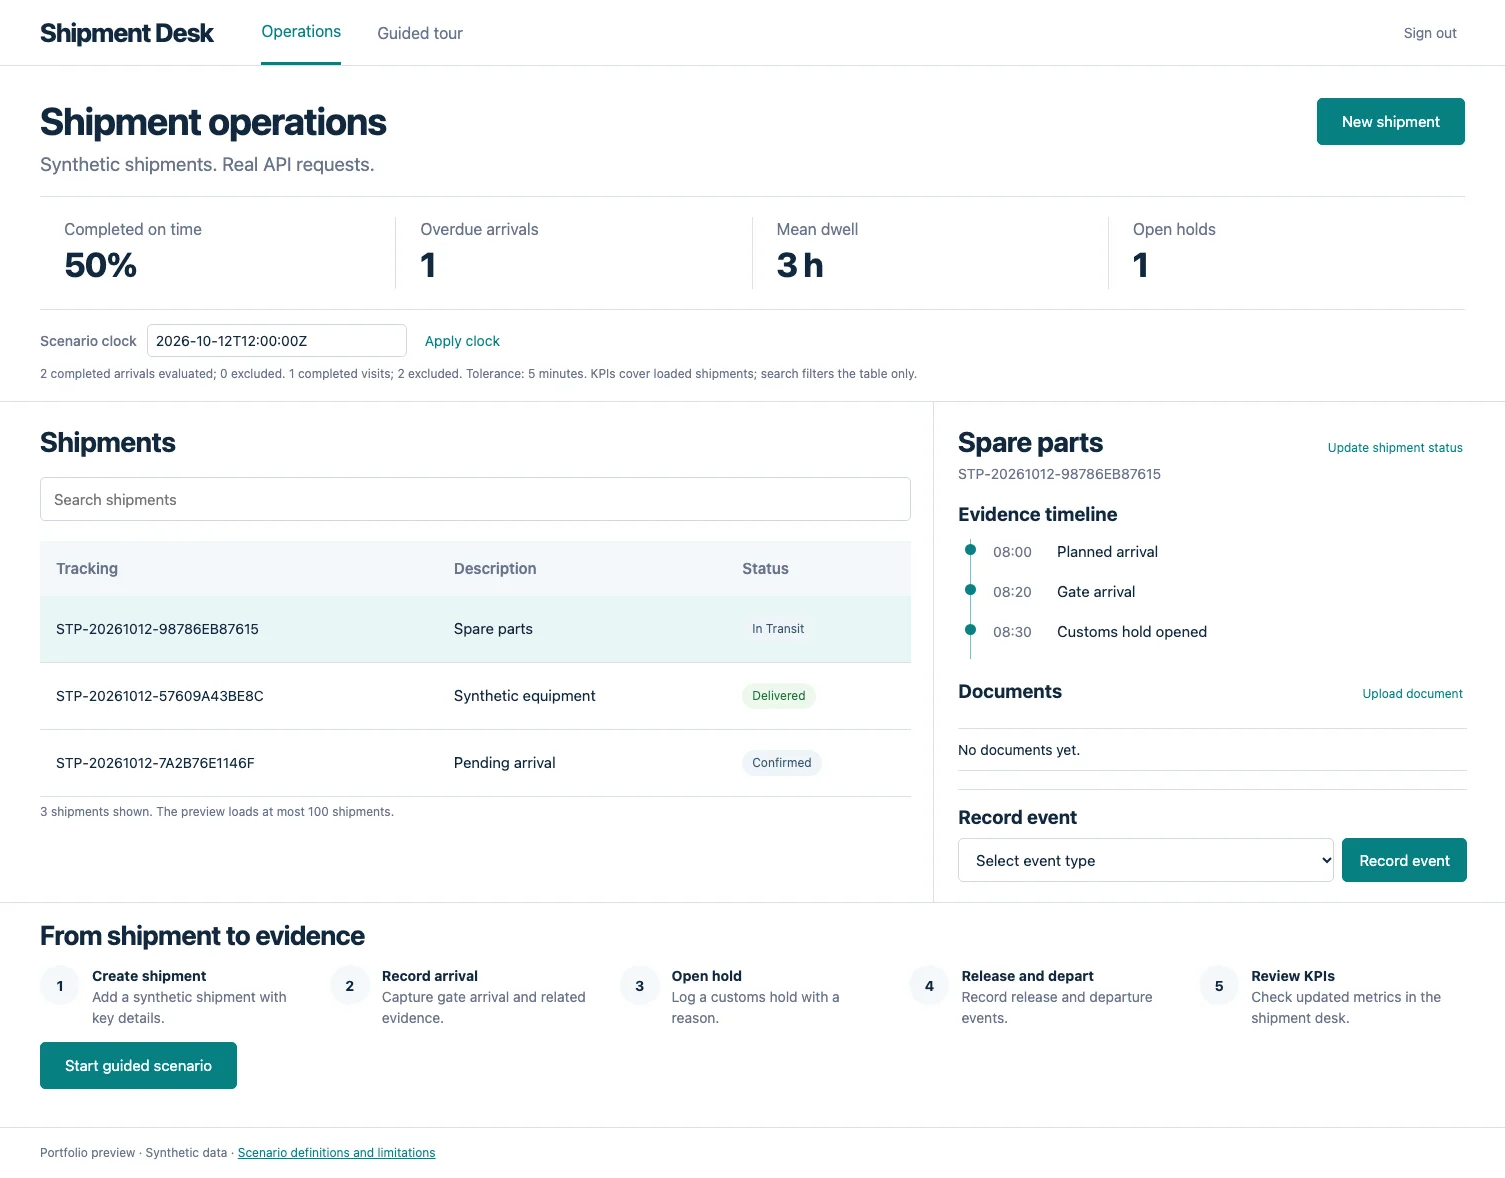 Shipment Desk
Operations
Guided tour
Sign out
Shipment operations
New shipment
Synthetic shipments. Real API requests.
Completed on time
50%
Overdue arrivals
1
Mean dwell
3 h
Open holds
1
Scenario clock
2026-10-12T12:00:00Z
Apply clock
2 completed arrivals evaluated; 0 excluded. 1 completed visits; 2 excluded. Tolerance: 5 minutes. KPIs cover loaded shipments; search filters the table only.
Shipments
Search shipments
Tracking Description Status
STP-20261012-98786EB87615 Spare parts In Transit
STP-20261012-57609A43BE8C Synthetic equipment Delivered
STP-20261012-7A2B76E1146F Pending arrival Confirmed
3 shipments shown. The preview loads at most 100 shipments.
Spare parts
Update shipment status
STP-20261012-98786EB87615
Evidence timeline
08:00 Planned arrival
08:20 Gate arrival
08:30 Customs hold opened
Documents
Upload document
No documents yet.
Record event
Select event type
Record event
From shipment to evidence
1
Create shipment
Add a synthetic shipment with
key details.
2
Record arrival
Capture gate arrival and related
evidence.
3
Open hold
Log a customs hold with a
reason.
4
Release and depart
Record release and departure
events.
5
Review KPIs
Check updated metrics in the
shipment desk.
Start guided scenario
Portfolio preview · Synthetic data · Scenario definitions and limitations